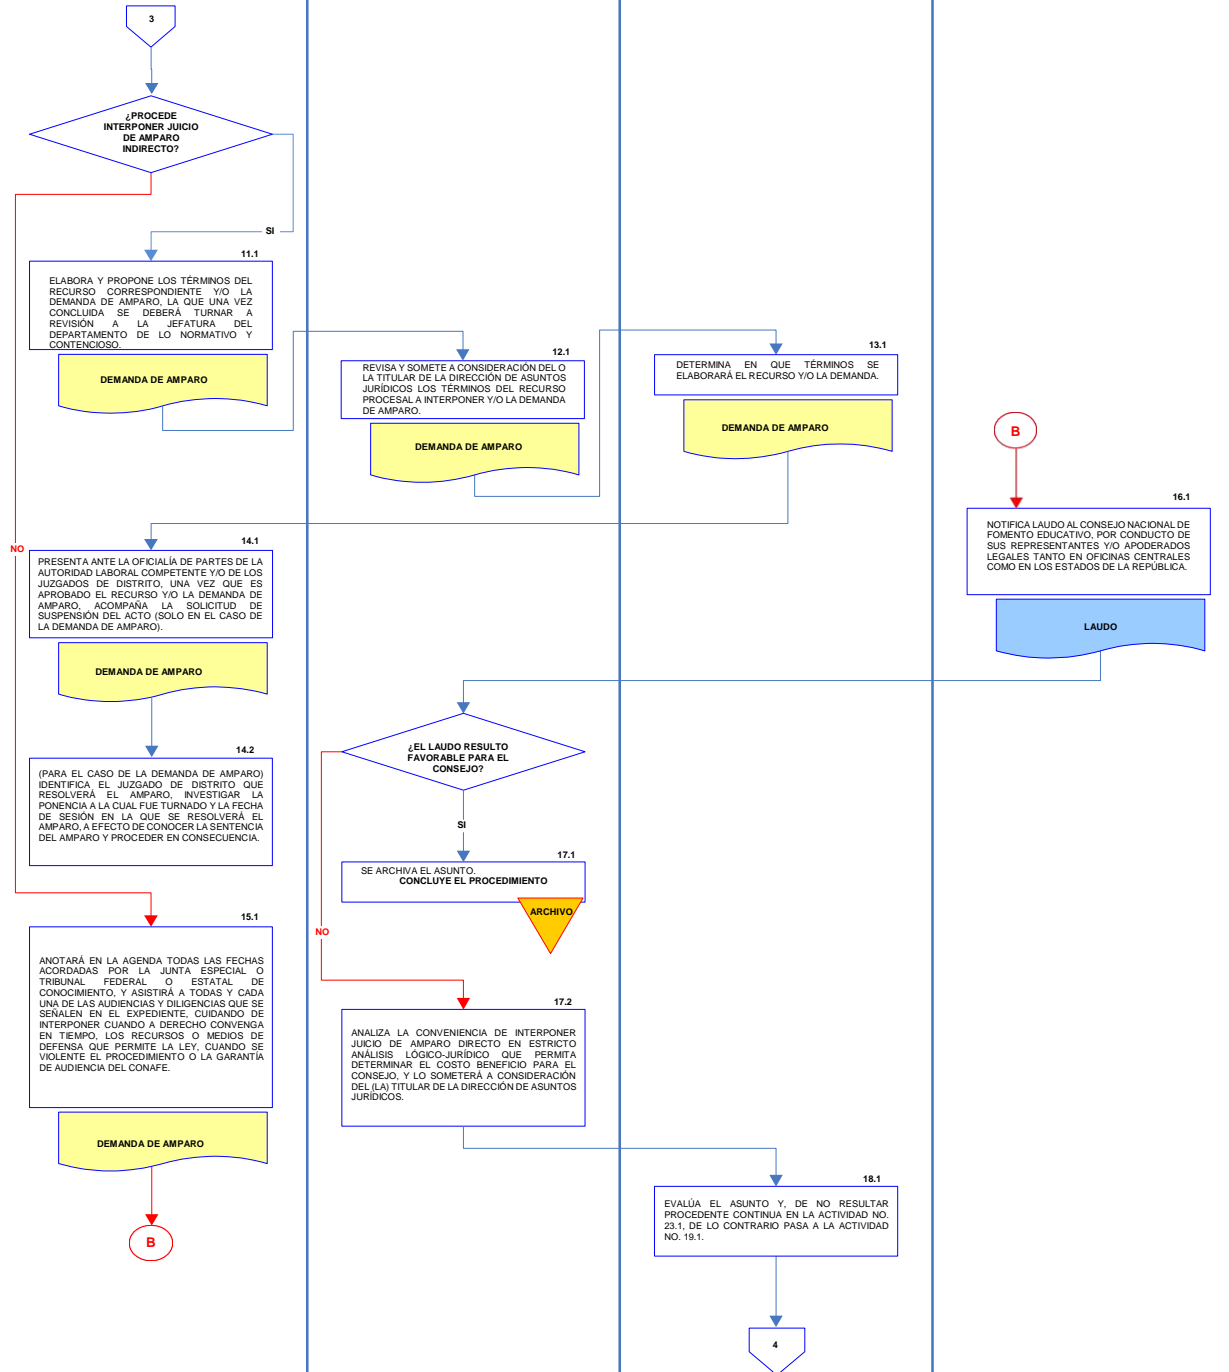 3
¿PROCEDE
INTERPONER JUICIO
DE AMPARO
INDIRECTO?
SI
11.1
ELABORA Y PROPONE LOS TÉRMINOS DEL
RECURSO CORRESPONDIENTE Y/O LA
DEMANDA DE AMPARO, LA QUE UNA VEZ
CONCLUIDA SE DEBERÁ TURNAR A
REVISIÓN A LA JEFATURA DEL
DEPARTAMENTO DE LO NORMATIVO Y
CONTENCIOSO.
DEMANDA DE AMPARO
12.1
REVISA Y SOMETE A CONSIDERACIÓN DEL O
LA TITULAR DE LA DIRECCIÓN DE ASUNTOS
JURÍDICOS LOS TÉRMINOS DEL RECURSO
PROCESAL A INTERPONER Y/O LA DEMANDA
DE AMPARO.
DEMANDA DE AMPARO
13.1
DETERMINA EN QUE TÉRMINOS SE
ELABORARÁ EL RECURSO Y/O LA DEMANDA.
DEMANDA DE AMPARO
NO
14.1
PRESENTA ANTE LA OFICIALÍA DE PARTES DE LA
AUTORIDAD LABORAL COMPETENTE Y/O DE LOS
JUZGADOS DE DISTRITO, UNA VEZ QUE ES
APROBADO EL RECURSO Y/O LA DEMANDA DE
AMPARO, ACOMPAÑA LA SOLICITUD DE
SUSPENSIÓN DEL ACTO (SOLO EN EL CASO DE
LA DEMANDA DE AMPARO).
DEMANDA DE AMPARO
14.2
(PARA EL CASO DE LA DEMANDA DE AMPARO)
IDENTIFICA EL JUZGADO DE DISTRITO QUE
RESOLVERÁ EL AMPARO, INVESTIGAR LA
PONENCIA A LA CUAL FUE TURNADO Y LA FECHA
DE SESIÓN EN LA QUE SE RESOLVERÁ EL
AMPARO, A EFECTO DE CONOCER LA SENTENCIA
DEL AMPARO Y PROCEDER EN CONSECUENCIA.
15.1
ANOTARÁ EN LA AGENDA TODAS LAS FECHAS
ACORDADAS POR LA JUNTA ESPECIAL O
TRIBUNAL FEDERAL O ESTATAL DE
CONOCIMIENTO, Y ASISTIRÁ A TODAS Y CADA
UNA DE LAS AUDIENCIAS Y DILIGENCIAS QUE SE
SEÑALEN EN EL EXPEDIENTE, CUIDANDO DE
INTERPONER CUANDO A DERECHO CONVENGA
EN TIEMPO, LOS RECURSOS O MEDIOS DE
DEFENSA QUE PERMITE LA LEY, CUANDO SE
VIOLENTE EL PROCEDIMIENTO O LA GARANTÍA
DE AUDIENCIA DEL CONAFE.
DEMANDA DE AMPARO
B
B
16.1
NOTIFICA LAUDO AL CONSEJO NACIONAL DE
FOMENTO EDUCATIVO, POR CONDUCTO DE
SUS REPRESENTANTES Y/O APODERADOS
LEGALES TANTO EN OFICINAS CENTRALES
COMO EN LOS ESTADOS DE LA REPÚBLICA.
LAUDO
¿EL LAUDO RESULTO
FAVORABLE PARA EL
CONSEJO?
SI
17.1
SE ARCHIVA EL ASUNTO.
CONCLUYE EL PROCEDIMIENTO
ARCHIVO
NO
17.2
ANALIZA LA CONVENIENCIA DE INTERPONER
JUICIO DE AMPARO DIRECTO EN ESTRICTO
ANÁLISIS LÓGICO-JURÍDICO QUE PERMITA
DETERMINAR EL COSTO BENEFICIO PARA EL
CONSEJO, Y LO SOMETERÁ A CONSIDERACIÓN
DEL (LA) TITULAR DE LA DIRECCIÓN DE ASUNTOS
JURÍDICOS.
18.1
EVALÚA EL ASUNTO Y, DE NO RESULTAR
PROCEDENTE CONTINUA EN LA ACTIVIDAD NO.
23.1, DE LO CONTRARIO PASA A LA ACTIVIDAD
NO. 19.1.
4